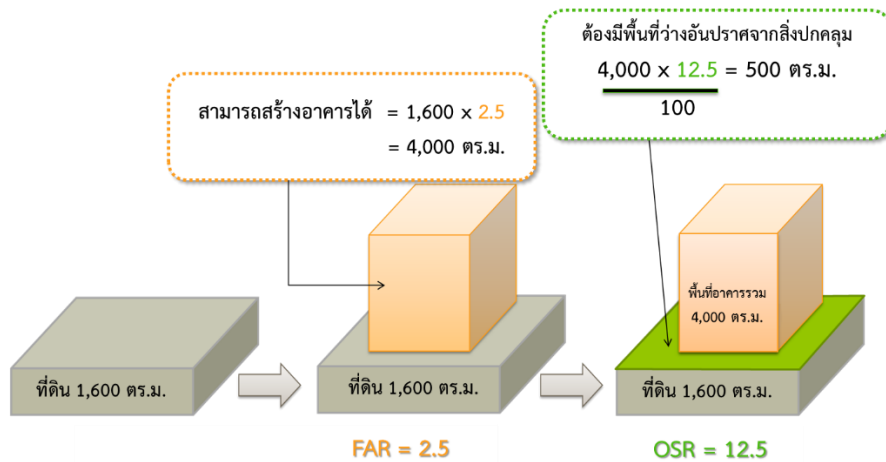 ต้องมีพื้นที่ว่างอันปราศจากสิ่งปกคลุม
4,000 x 12.5 = 500 ตร.ม.
100
สามารถสร้างอาคารได้ = 1,600 x 2.5
= 4,000 ตร.ม.
พื้นที่อาคารรวม
4,000 ตร.ม.
ที่ดิน 1,600 ตร.ม.
ที่ดิน 1,600 ตร.ม.
ที่ดิน 1,600 ตร.ม.
FAR = 2.5
OSR = 12.5